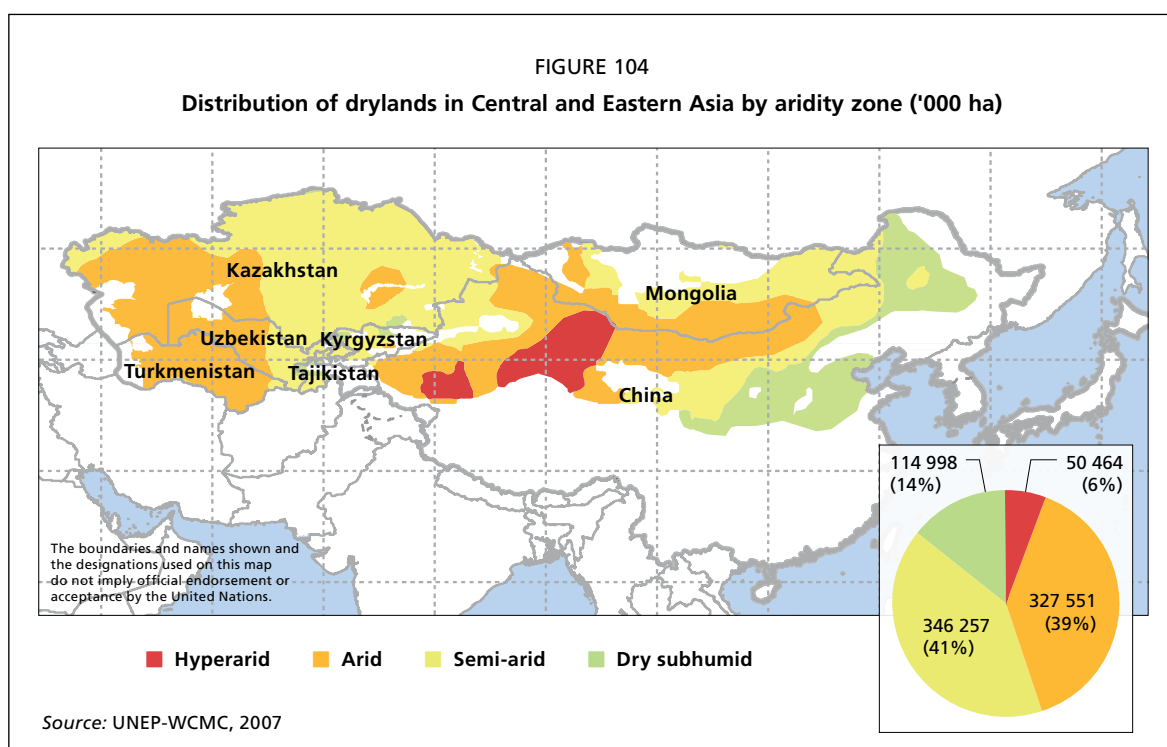 FIGURE 104
Distribution of drylands in Central and Eastern Asia by aridity zone ('000 ha)
Kazakhstan
Mongolia
Uzbekistan
Kyrgyzstan
Turkmenistan
Tajikistan
China
The boundaries and names shown and
the designations used on this map
do not imply official endorsement or
acceptance by the United Nations.
114 998
(14%)
50 464
(6%)
327 551
(39%)
346 257
(41%)
Hyperarid
Arid
Semi-arid
Dry subhumid
Source: UNEP-WCMC, 2007